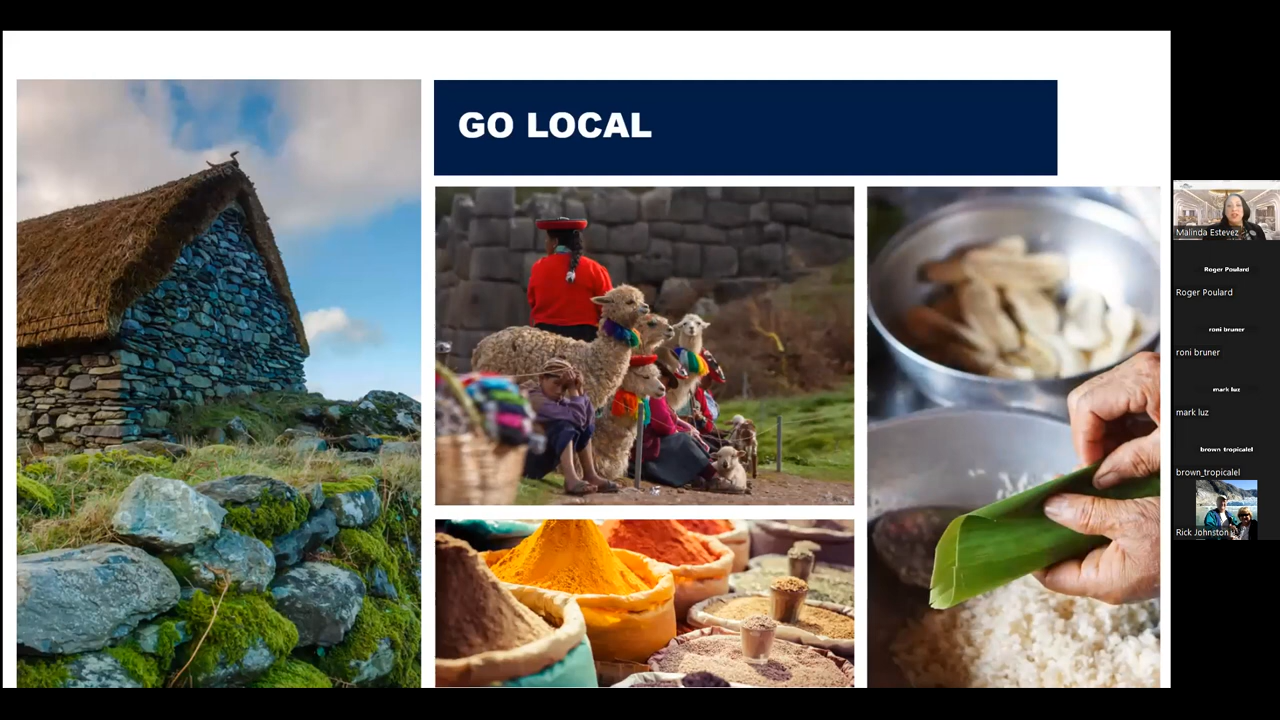 GO LOCAL
Malinda Estevez
Roger Poulard
Roger Poulard
roni bruner
roni bruner
mark luz
mark luz
brown_tropicalel
brown_tropicalel
Rick Johnston